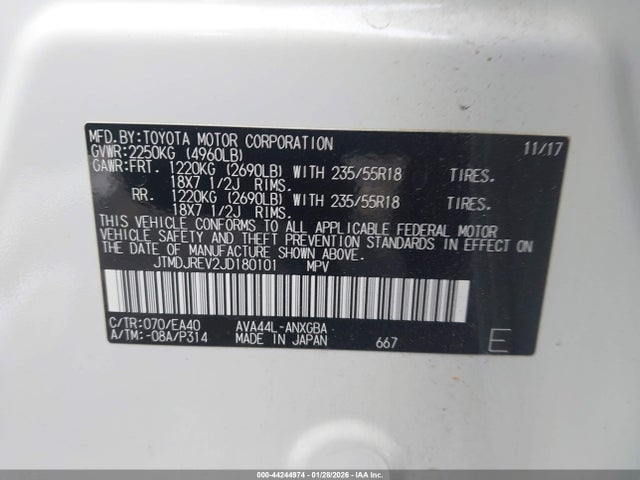 MFD.BY:TOYOTA MOTOR CORPORATION 11/17
GVWR:2250KG (4960LB)
GAWR:FRT. 1220KG (2690LB) WITH 235/55R18 TIRES.
18X7 1/2J RIMS.
RR. 1220KG (2690LB) WITH 235/55R18 TIRES.
18X7 1/2J RIMS.
THIS VEHICLE CONFORMS TO ALL APPLICABLE FEDERAL MOTOR
VEHICLE SAFETY AND THEFT PREVENTION STANDARDS IN EFFECT ON
THE DATE OF MANUFACTURE SHOWN ABOVE.
JTMDJREV2JD180101 MPV
C/TR:070/EA40 AVA44L-ANXGBA
A/TM:-08A/P314 MADE IN JAPAN 667 E
000-44244974 | 01/28/2026 - IAAI.COM